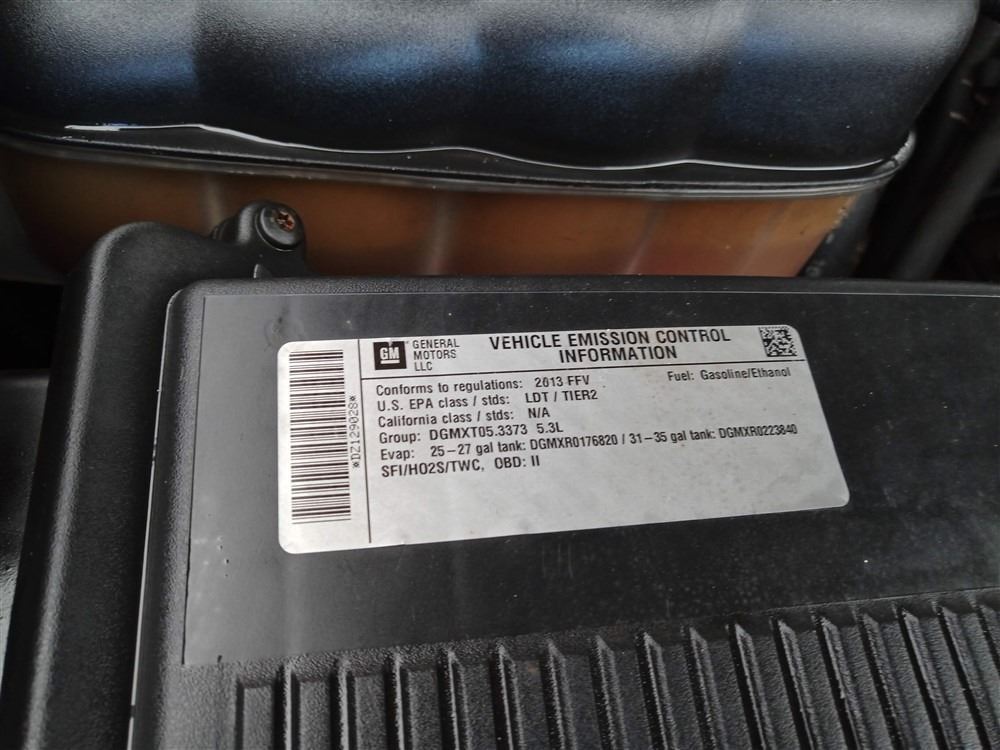 GM GENERAL MOTORS LLC
VEHICLE EMISSION CONTROL
INFORMATION
Conforms to regulations: 2013 FFV Fuel: Gasoline/Ethanol
U.S. EPA class / stds: LDT / TIER2
California class / stds: N/A
Group: DGMXT05.3373 5.3L
Evap: 25-27 gal tank: DGMXR0176820 / 31-35 gal tank: DGMXR0223840
SFI/HO2S/TWC, OBD: II
*DZ129028*